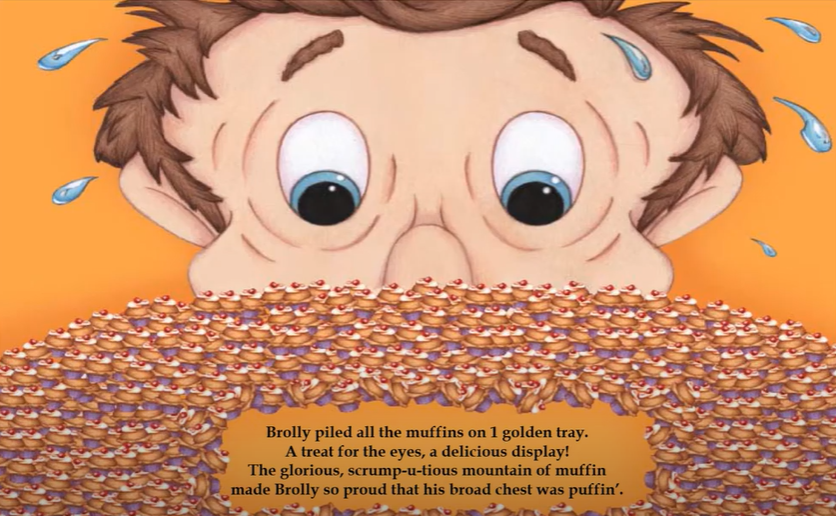 Brolly piled all the muffins on 1 golden tray.
A treat for the eyes, a delicious display!
The glorious, scrump-u-tious mountain of muffin
made Brolly so proud that his broad chest was puffin’.